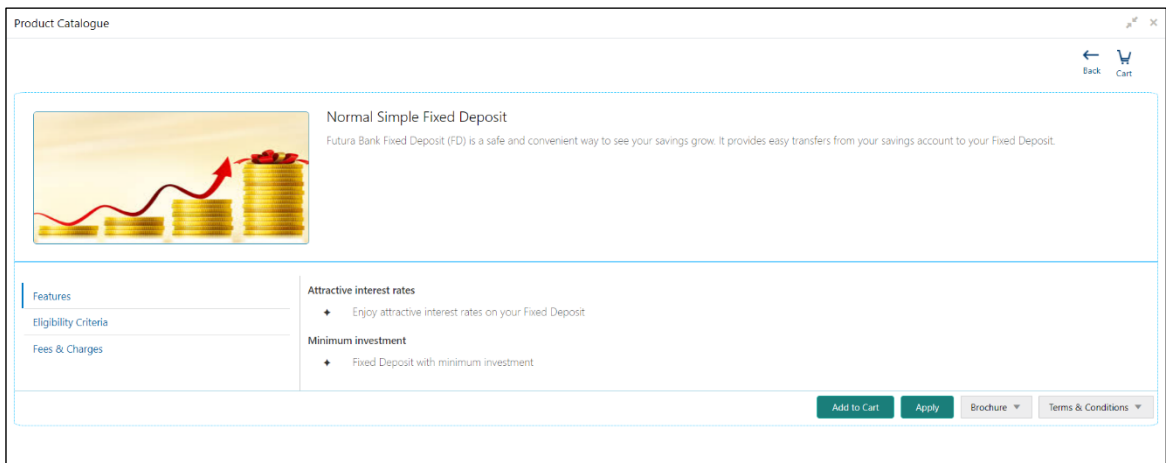 Product Catalogue
Back
Cart
Normal Simple Fixed Deposit
Futura Bank Fixed Deposit (FD) is a safe and convenient way to see your savings grow. It provides easy transfers from your savings account to your Fixed Deposit.
Features
Eligibility Criteria
Fees & Charges
Attractive interest rates
Enjoy attractive interest rates on your Fixed Deposit
Minimum investment
Fixed Deposit with minimum investment
Add to Cart
Apply
Brochure
Terms & Conditions